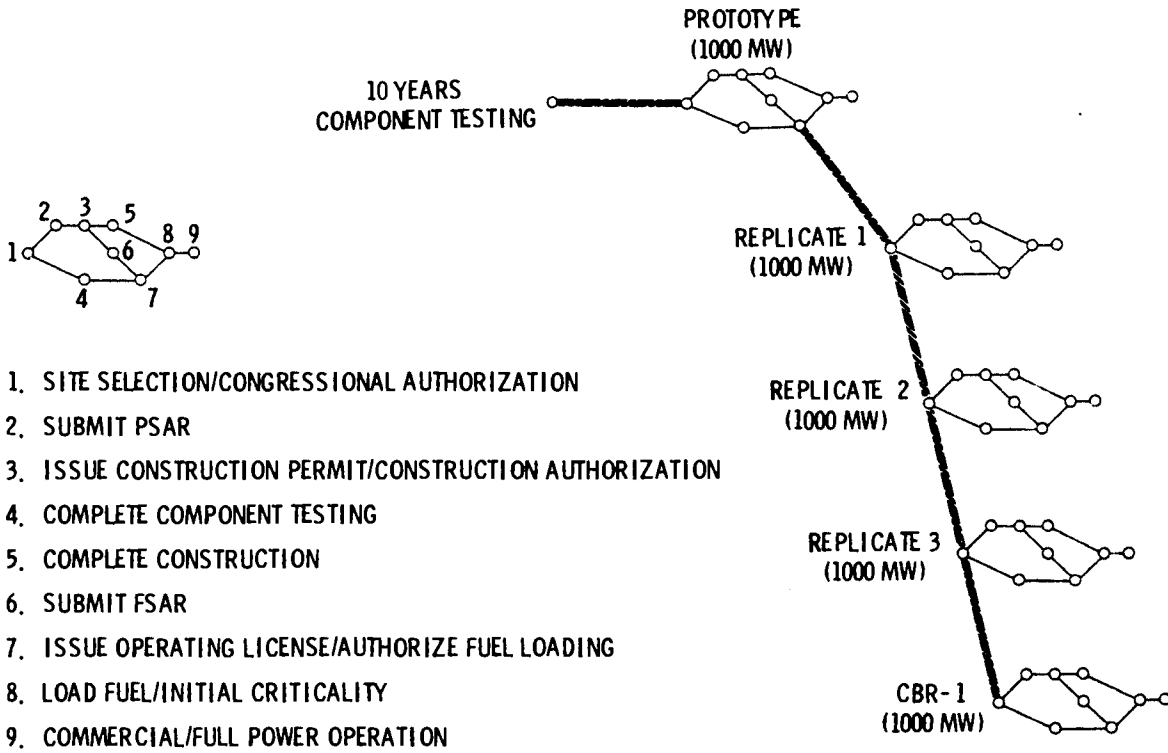 PROTOTYPE
(1000 MW)
10 YEARS
COMPONENT TESTING
2 3 5
8 9
1
6
4 7
REPLICATE 1
(1000 MW)
1. SITE SELECTION/CONGRESSIONAL AUTHORIZATION
2. SUBMIT PSAR
3. ISSUE CONSTRUCTION PERMIT/CONSTRUCTION AUTHORIZATION
4. COMPLETE COMPONENT TESTING
5. COMPLETE CONSTRUCTION
6. SUBMIT FSAR
7. ISSUE OPERATING LICENSE/AUTHORIZE FUEL LOADING
8. LOAD FUEL/INITIAL CRITICALITY
9. COMMERCIAL/FULL POWER OPERATION
REPLICATE 2
(1000 MW)
REPLICATE 3
(1000 MW)
CBR-1
(1000 MW)